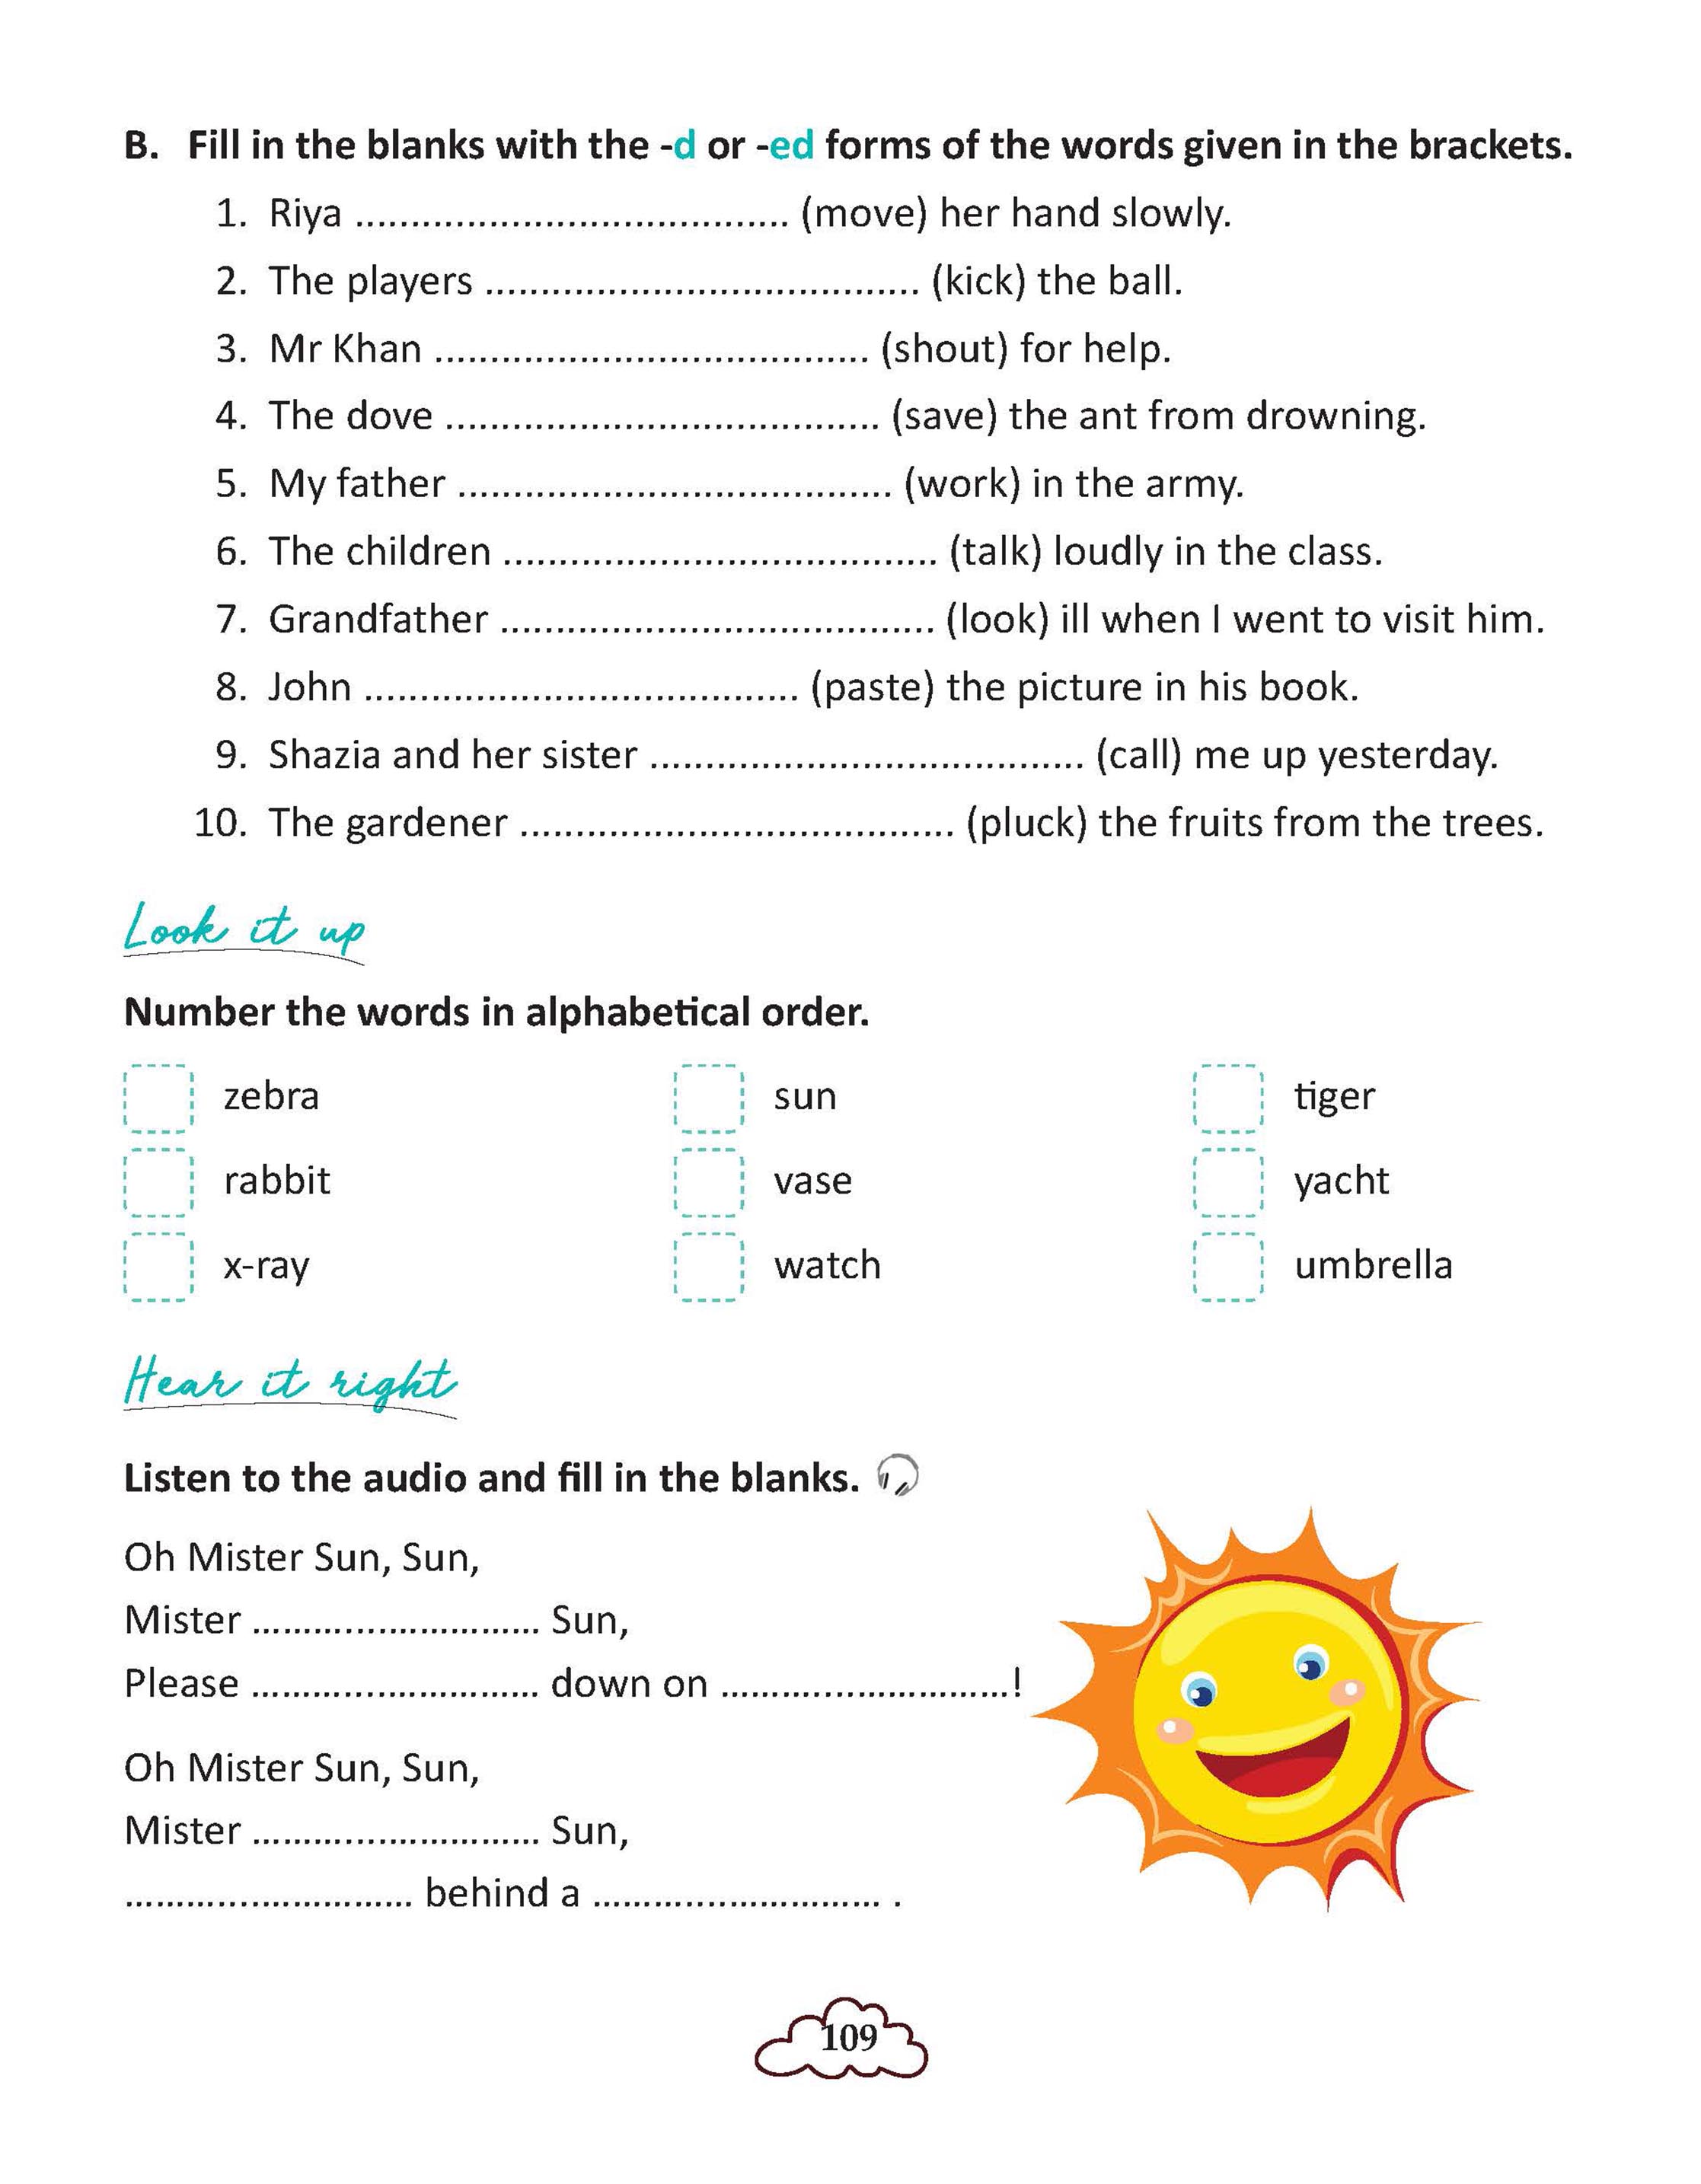 B. Fill in the blanks with the -d or -ed forms of the words given in the brackets.
1. Riya ....................................... (move) her hand slowly.
2. The players ....................................... (kick) the ball.
3. Mr Khan ....................................... (shout) for help.
4. The dove ....................................... (save) the ant from drowning.
5. My father ....................................... (work) in the army.
6. The children ....................................... (talk) loudly in the class.
7. Grandfather ....................................... (look) ill when I went to visit him.
8. John ....................................... (paste) the picture in his book.
9. Shazia and her sister ....................................... (call) me up yesterday.
10. The gardener ....................................... (pluck) the fruits from the trees.
Look it up
Number the words in alphabetical order.
zebra sun tiger
rabbit vase yacht
x-ray watch umbrella
Hear it right
Listen to the audio and fill in the blanks.
Oh Mister Sun, Sun,
Mister ............................ Sun,
Please ............................ down on ............................!
Oh Mister Sun, Sun,
Mister ............................ Sun,
............................ behind a ............................ .
109